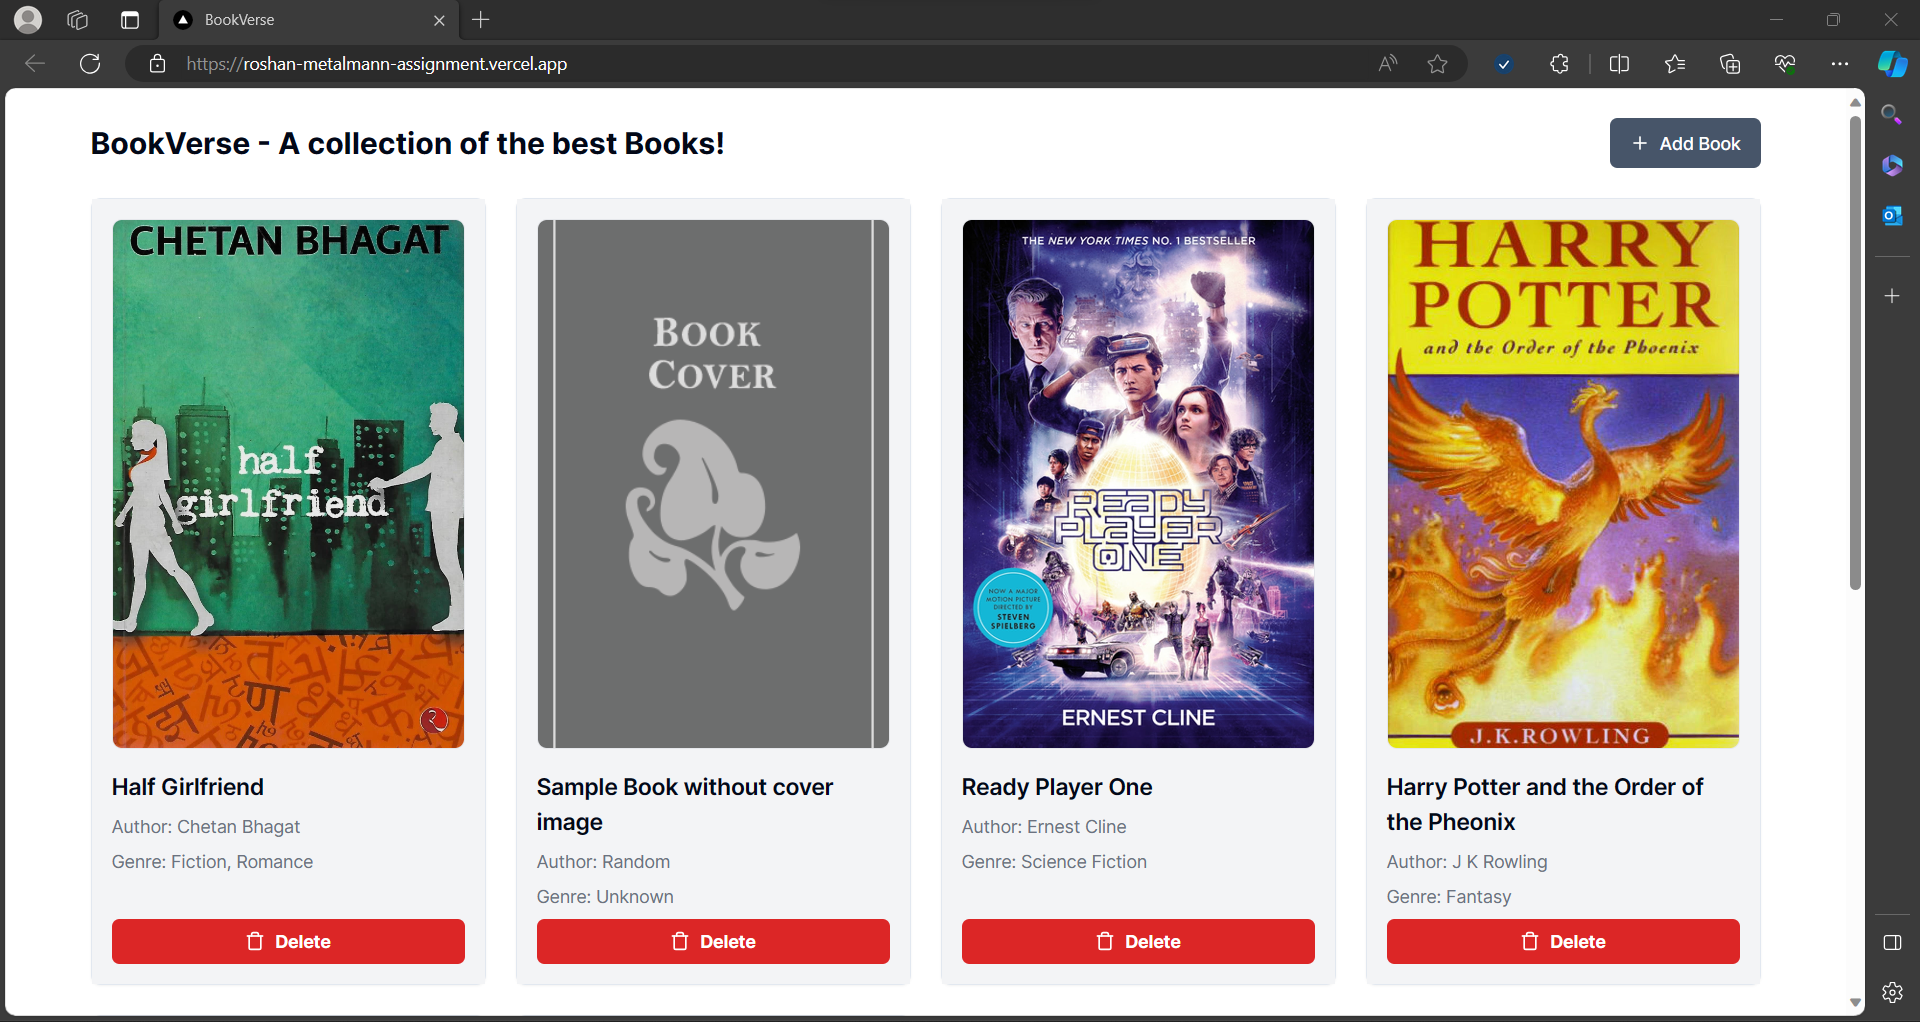 BookVerse
https://roshan-metalmann-assignment.vercel.app
BookVerse - A collection of the best Books!
+ Add Book
CHETAN BHAGAT
half
girlfriend
Half Girlfriend
Author: Chetan Bhagat
Genre: Fiction, Romance
Delete
BOOK
COVER
Sample Book without cover
image
Author: Random
Genre: Unknown
Delete
THE NEW YORK TIMES NO. 1 BESTSELLER
READY
PLAYER
ONE
NOW A MAJOR
MOTION PICTURE
DIRECTED BY
STEVEN
SPIELBERG
ERNEST CLINE
Ready Player One
Author: Ernest Cline
Genre: Science Fiction
Delete
HARRY
POTTER
and the Order of the Phoenix
J.K.ROWLING
Harry Potter and the Order of
the Pheonix
Author: J K Rowling
Genre: Fantasy
Delete